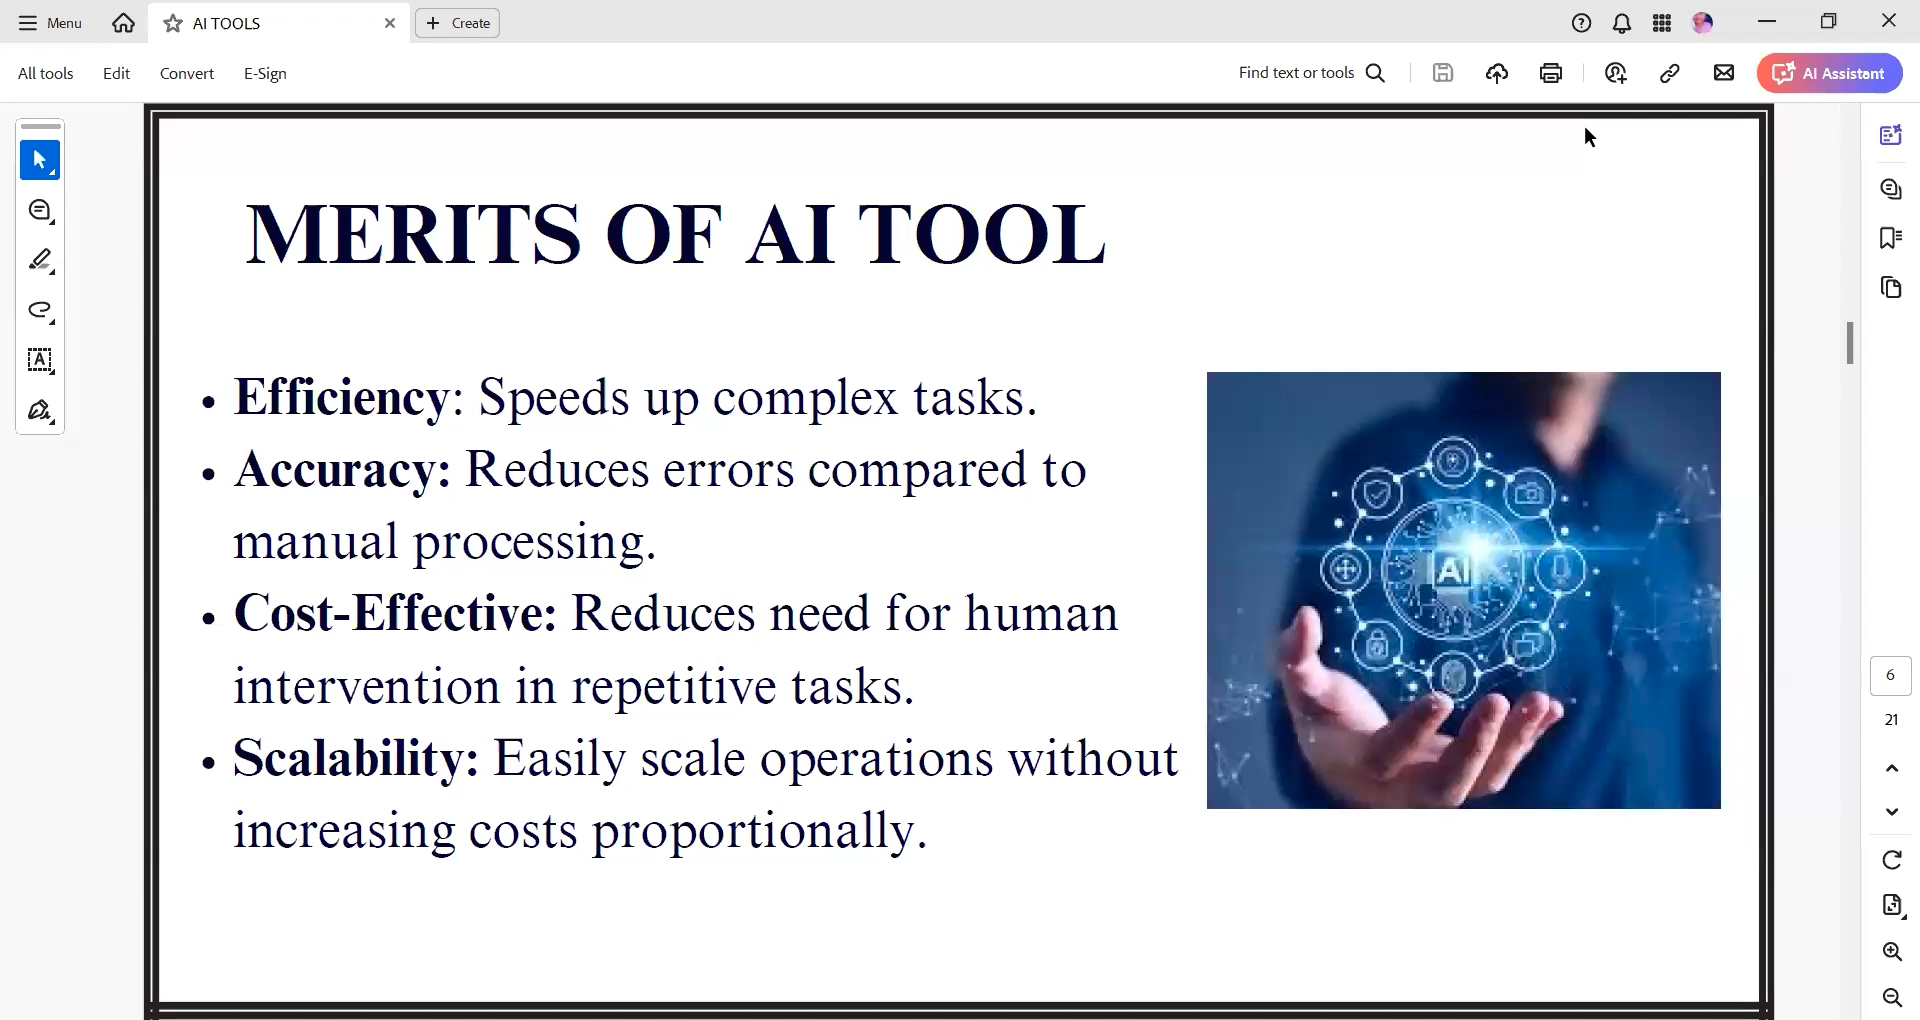 Menu
AI TOOLS
Create
All tools
Edit
Convert
E-Sign
Find text or tools
AI Assistant
MERITS OF AI TOOL
• Efficiency: Speeds up complex tasks.
• Accuracy: Reduces errors compared to
manual processing.
• Cost-Effective: Reduces need for human
intervention in repetitive tasks.
• Scalability: Easily scale operations without
increasing costs proportionally.
AI
6
21